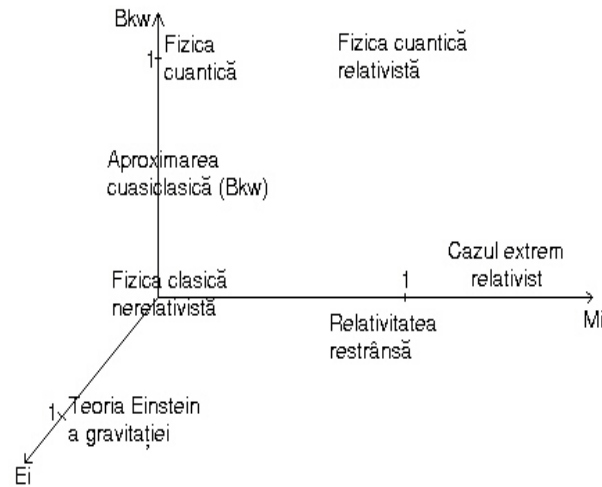 Bkw
1
Fizica
cuantică
Fizica cuantică
relativistă
Aproximarea
cuasiclasică (Bkw)
Cazul extrem
relativist
1
Fizica clasică
nerelativistă
Mi
Relativitatea
restrânsă
1
Teoria Einstein
a gravitației
Ei